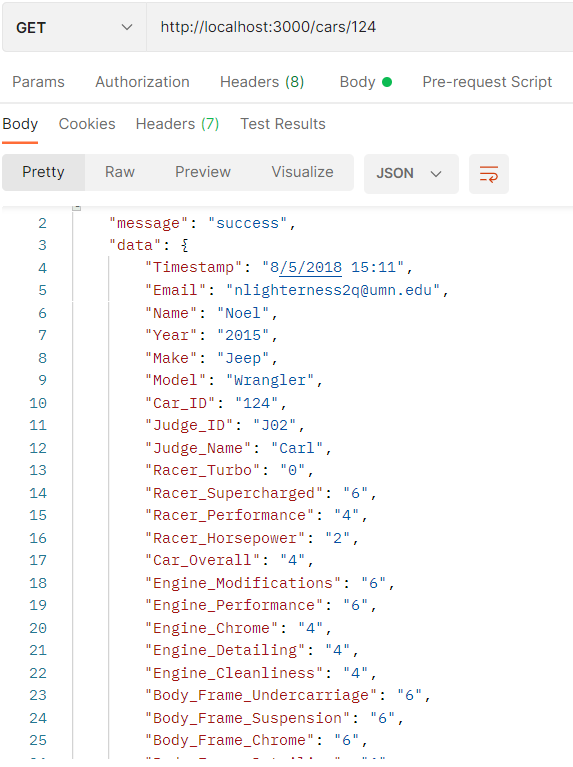 GET http://localhost:3000/cars/124
Params Authorization Headers (8) Body Pre-request Script
Body Cookies Headers (7) Test Results
Pretty Raw Preview Visualize JSON
2 "message": "success",
3 "data": {
4 "Timestamp": "8/5/2018 15:11",
5 "Email": "nlighterness2q@umn.edu",
6 "Name": "Noel",
7 "Year": "2015",
8 "Make": "Jeep",
9 "Model": "Wrangler",
10 "Car_ID": "124",
11 "Judge_ID": "J02",
12 "Judge_Name": "Carl",
13 "Racer_Turbo": "0",
14 "Racer_Supercharged": "6",
15 "Racer_Performance": "4",
16 "Racer_Horsepower": "2",
17 "Car_Overall": "4",
18 "Engine_Modifications": "6",
19 "Engine_Performance": "6",
20 "Engine_Chrome": "4",
21 "Engine_Detailing": "4",
22 "Engine_Cleanliness": "4",
23 "Body_Frame_Undercarriage": "6",
24 "Body_Frame_Suspension": "6",
25 "Body_Frame_Chrome": "6",